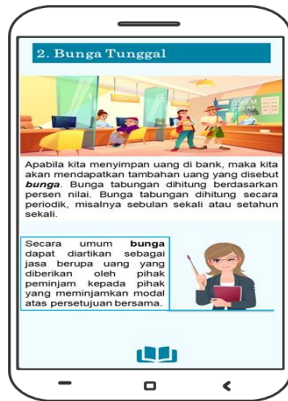 2. Bunga Tunggal
Apabila kita menyimpan uang di bank, maka kita
akan mendapatkan tambahan uang yang disebut
bunga. Bunga tabungan dihitung berdasarkan
persen nilai. Bunga tabungan dihitung secara
periodik, misalnya sebulan sekali atau setahun
sekali.
Secara umum bunga
dapat diartikan sebagai
jasa berupa uang yang
diberikan oleh pihak
peminjam kepada pihak
yang meminjamkan modal
atas persetujuan bersama.